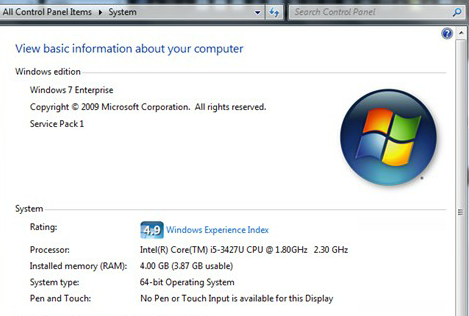 All Control Panel Items ▸ System
Search Control Panel
View basic information about your computer
Windows edition
Windows 7 Enterprise
Copyright © 2009 Microsoft Corporation. All rights reserved.
Service Pack 1
System
Rating: 4,9 Windows Experience Index
Processor: Intel(R) Core(TM) i5-3427U CPU @ 1.80GHz 2.30 GHz
Installed memory (RAM): 4.00 GB (3.87 GB usable)
System type: 64-bit Operating System
Pen and Touch: No Pen or Touch Input is available for this Display